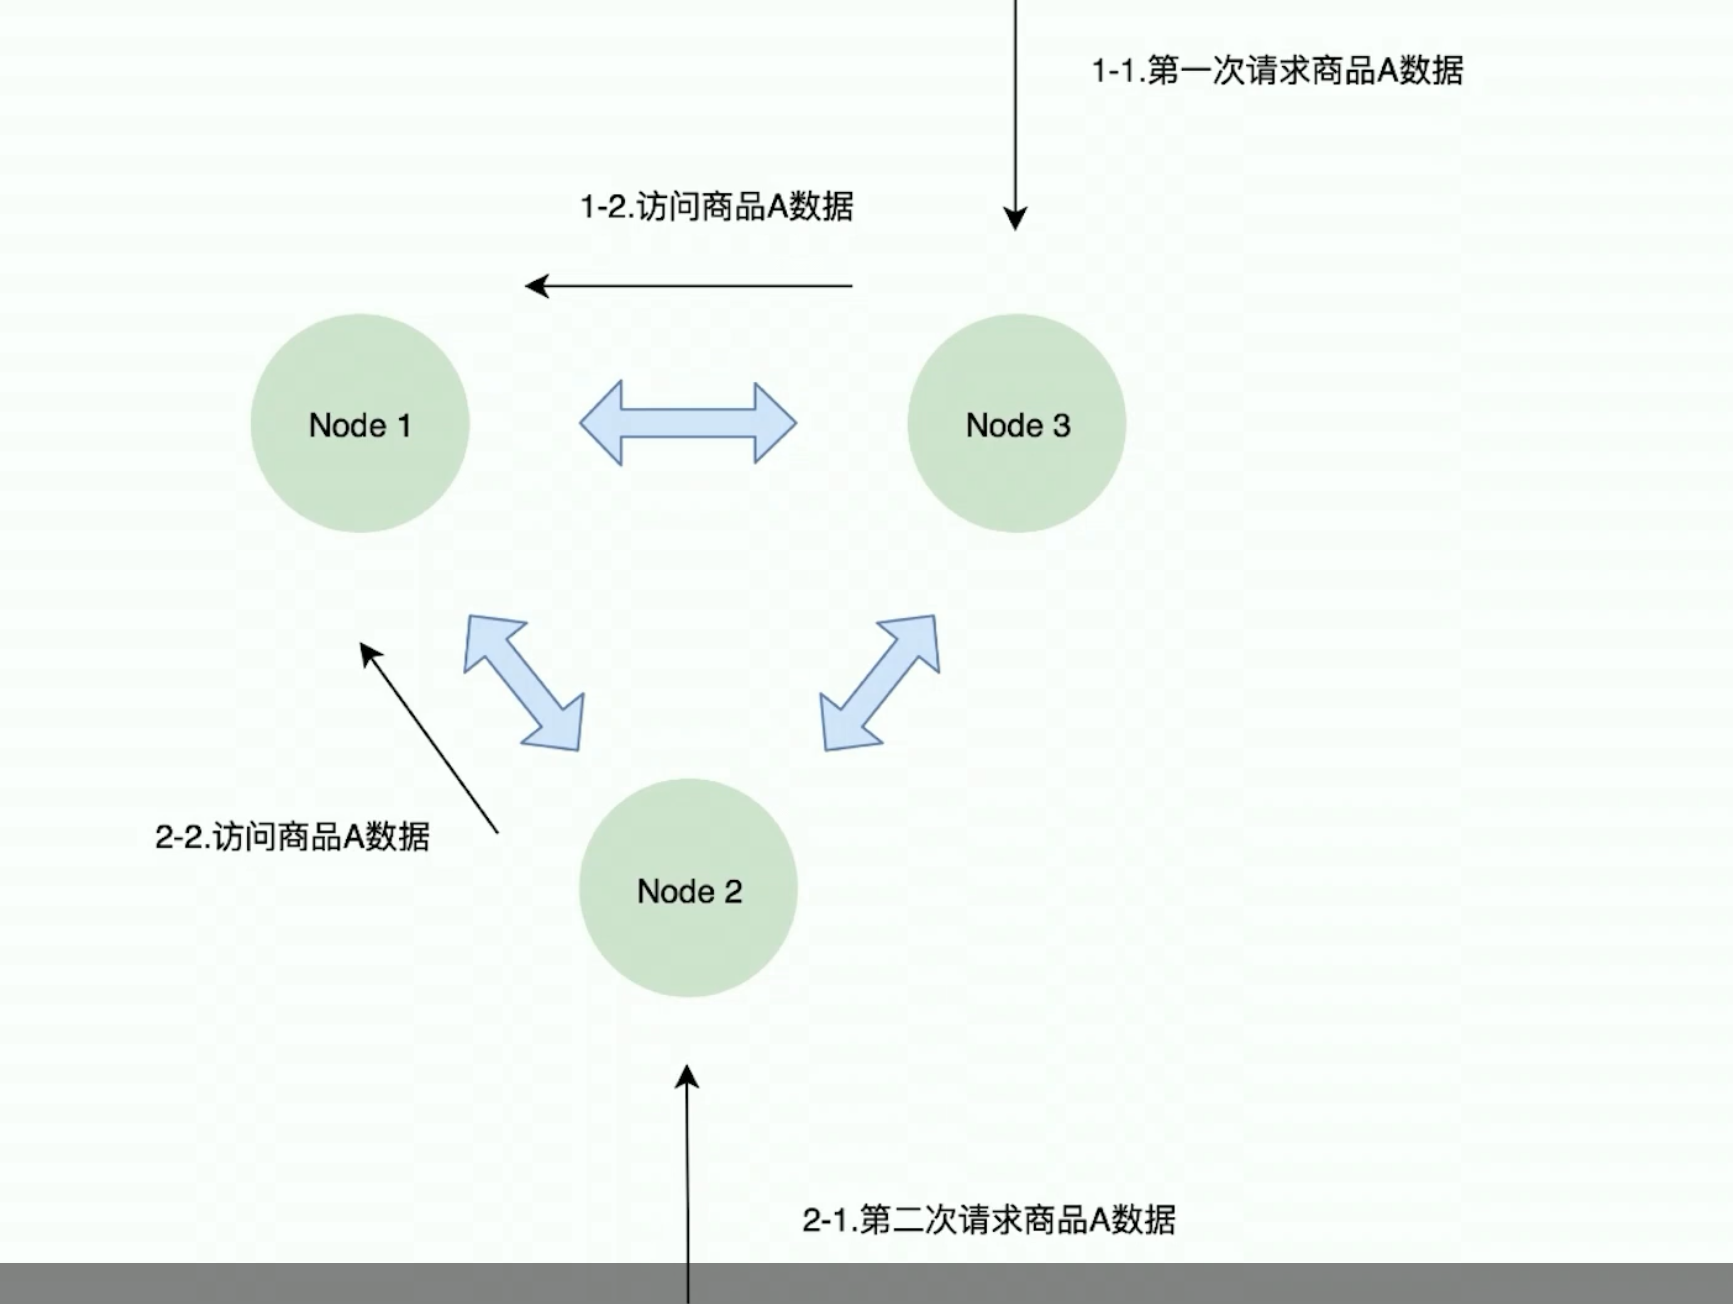 1-1.第一次请求商品A数据
1-2.访问商品A数据
Node 1
Node 3
2-2.访问商品A数据
Node 2
2-1.第二次请求商品A数据